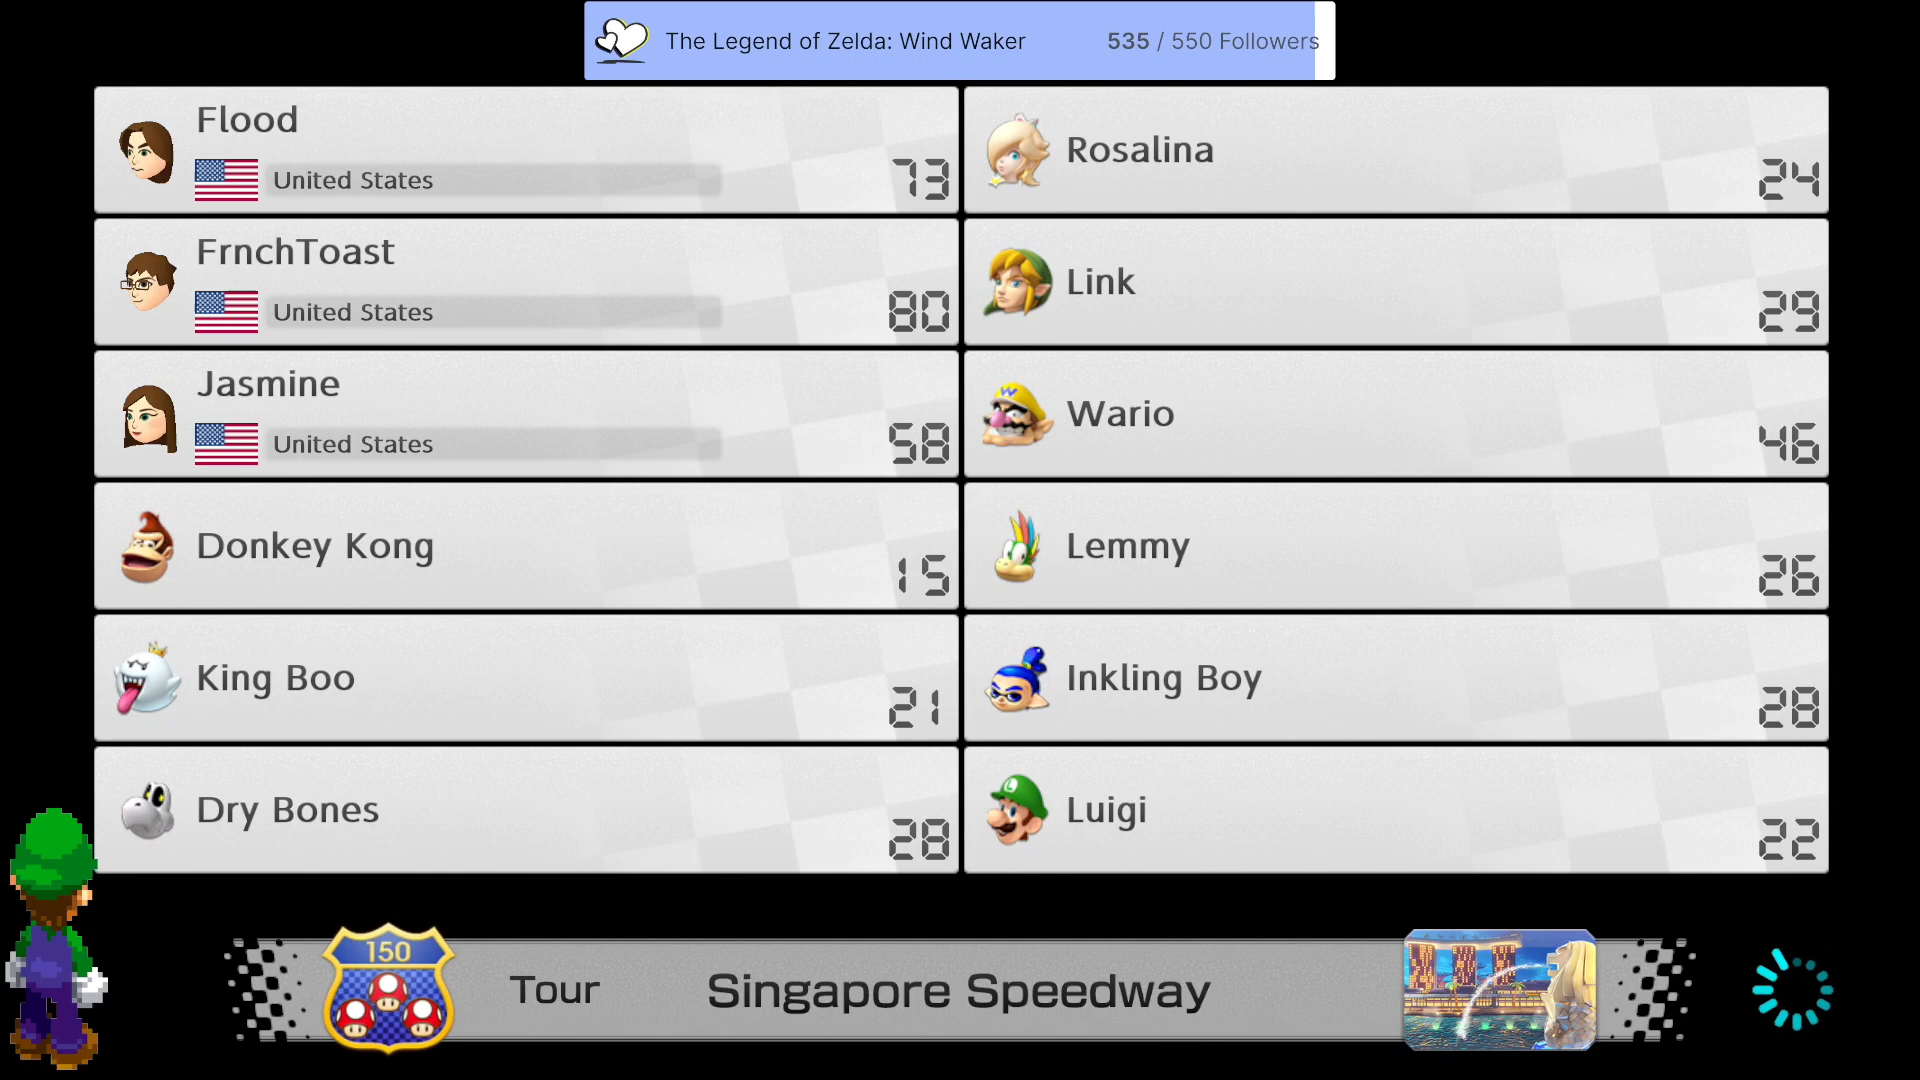 The Legend of Zelda: Wind Waker 535 / 550 Followers
Flood
United States 73
FrnchToast
United States 80
Jasmine
United States 58
Donkey Kong 15
King Boo 21
Dry Bones 28
Rosalina 24
Link 29
Wario 46
Lemmy 26
Inkling Boy 28
Luigi 22
150 Tour Singapore Speedway